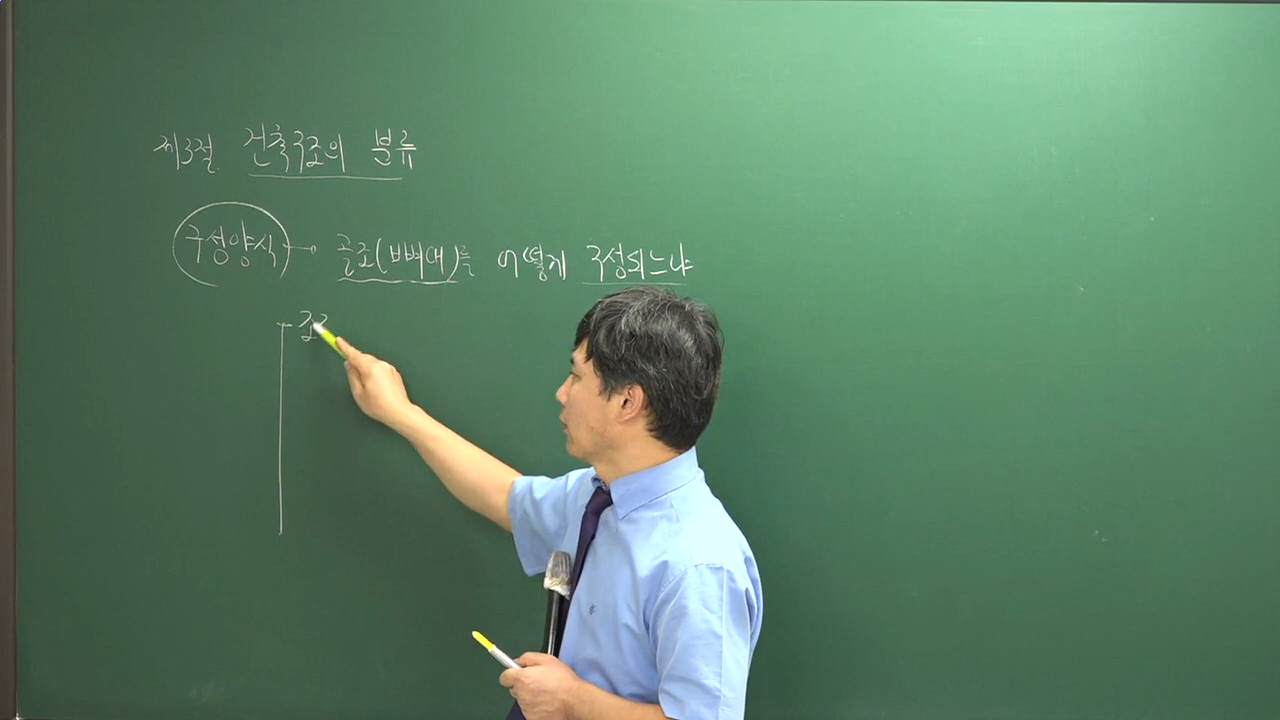 제3절 건축구조의 분류
구성양식 → 골조(뼈대)를 어떻게 구성되느냐
조